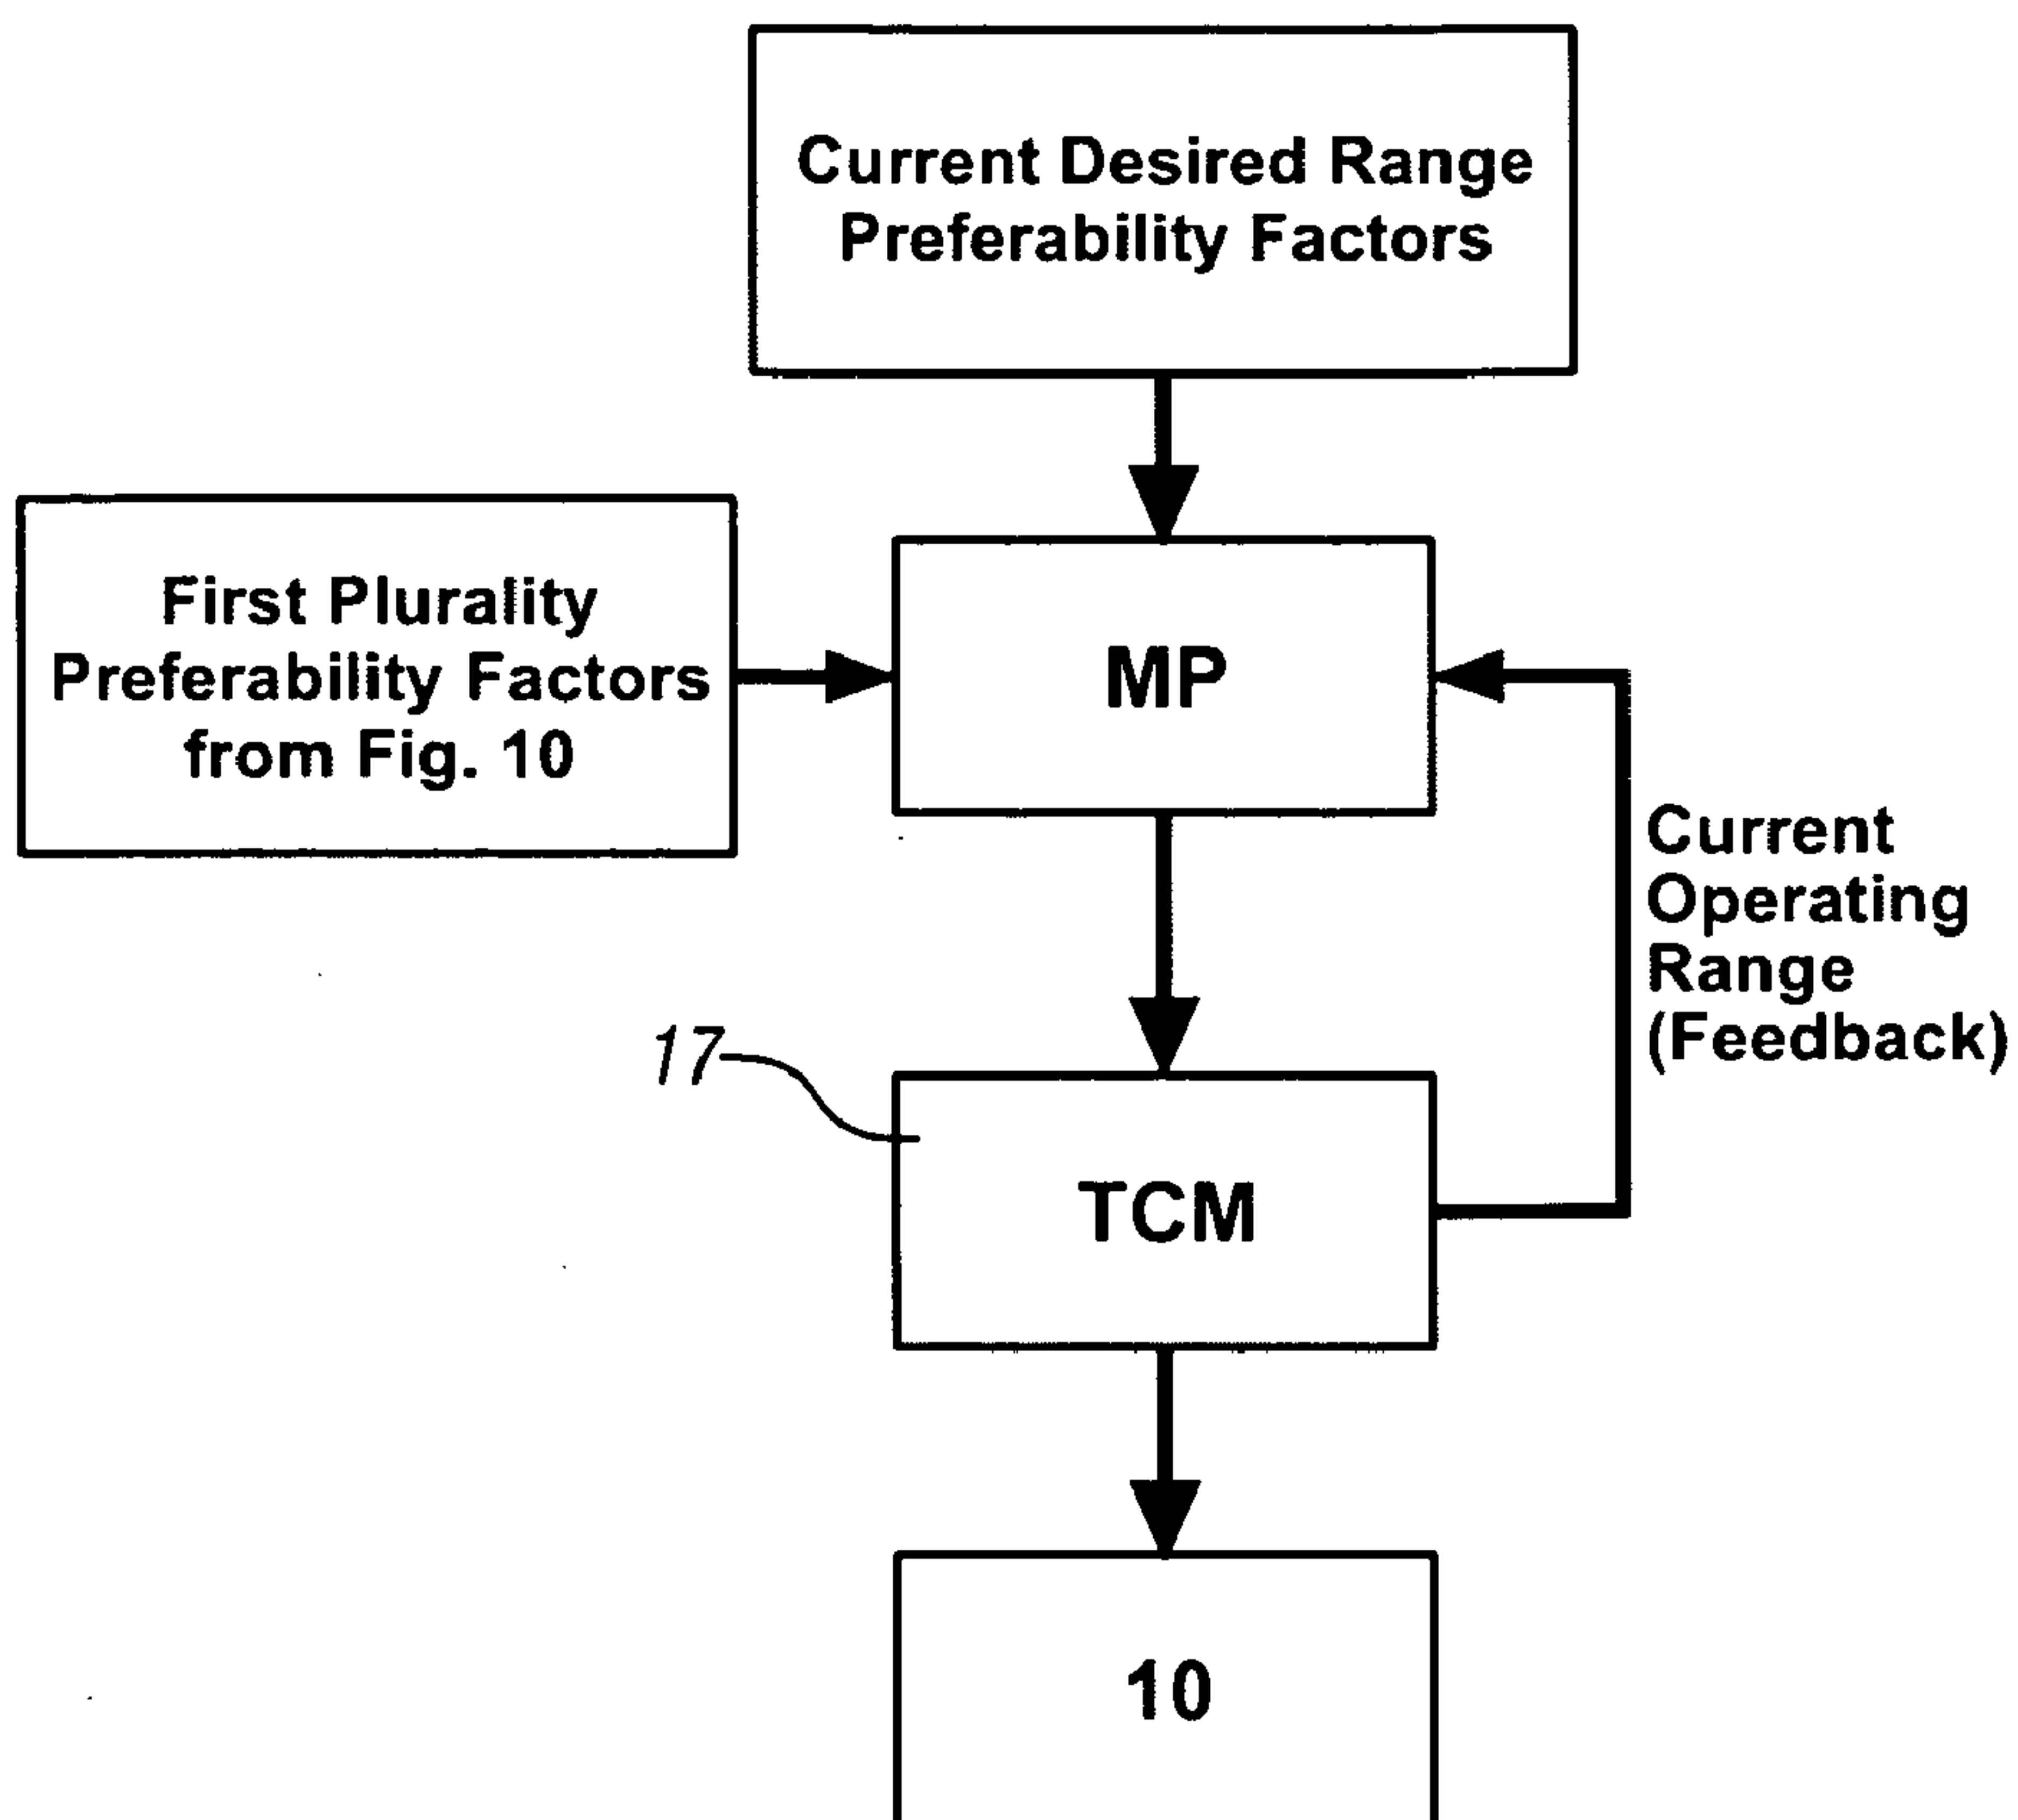 Current Desired Range
Preferability Factors
First Plurality
Preferability Factors
from Fig. 10
MP
Current
Operating
Range
(Feedback)
17
TCM
10